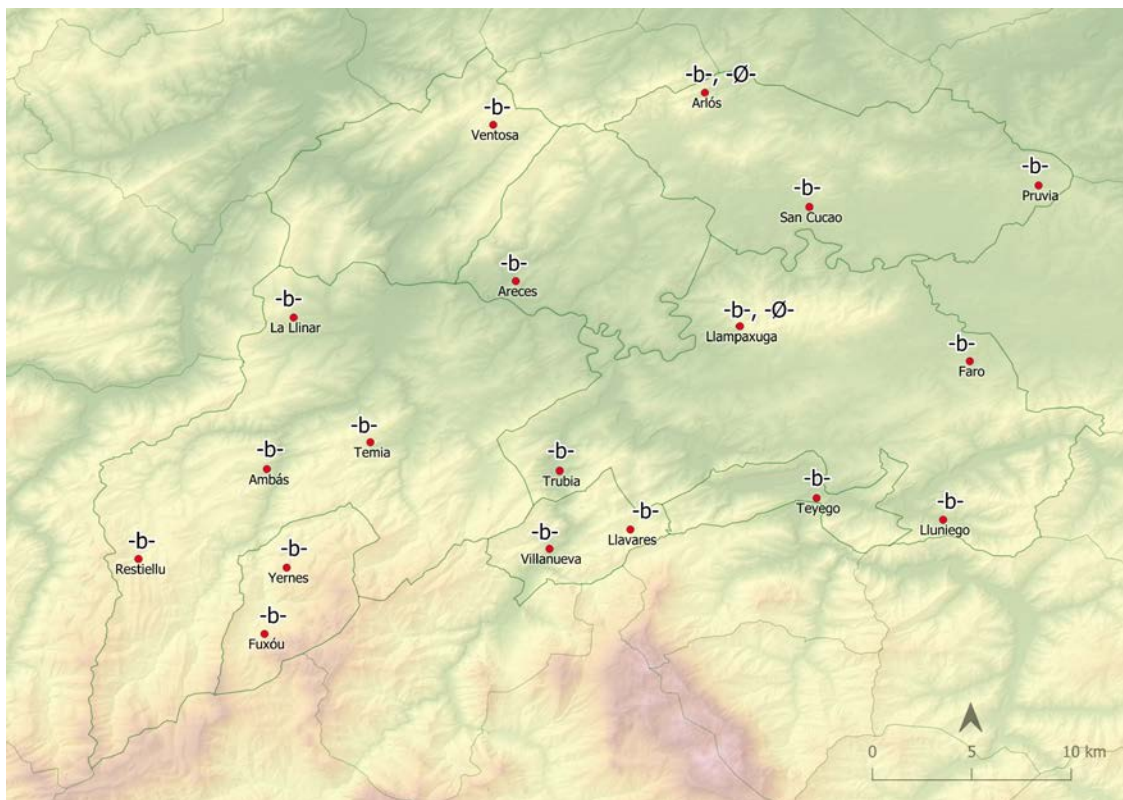 -b-, -Ø-
Arlós
-b-
Ventosa
-b-
Pruvia
-b-
San Cucao
-b-
Areces
-b-
La Llinar
-b-, -Ø-
Llampaxuga
-b-
Faro
-b-
Temia
-b-
Ambás
-b-
Trubia
-b-
Teyego
-b-
Lluniego
-b-
Llavares
-b-
Villanueva
-b-
Restiellu
-b-
Yernes
-b-
Fuxóu
0 5 10 km